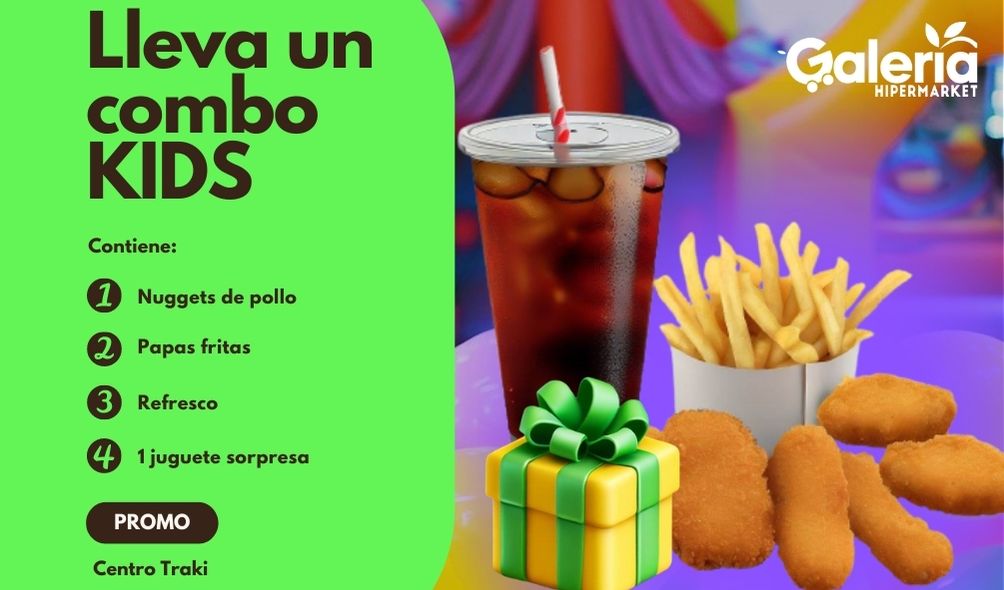 Lleva un
combo
KIDS
Contiene:
1 Nuggets de pollo
2 Papas fritas
3 Refresco
4 1 juguete sorpresa
PROMO
Centro Traki
Galeria
HIPERMARKET